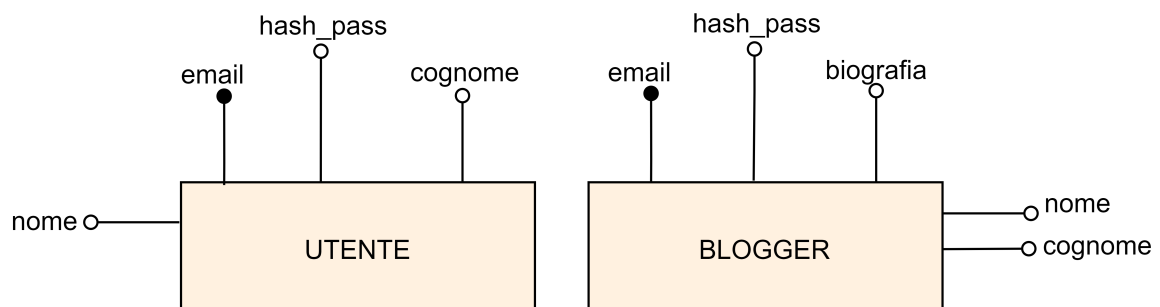 hash_pass
email
cognome
nome
UTENTE
hash_pass
email
biografia
nome
cognome
BLOGGER